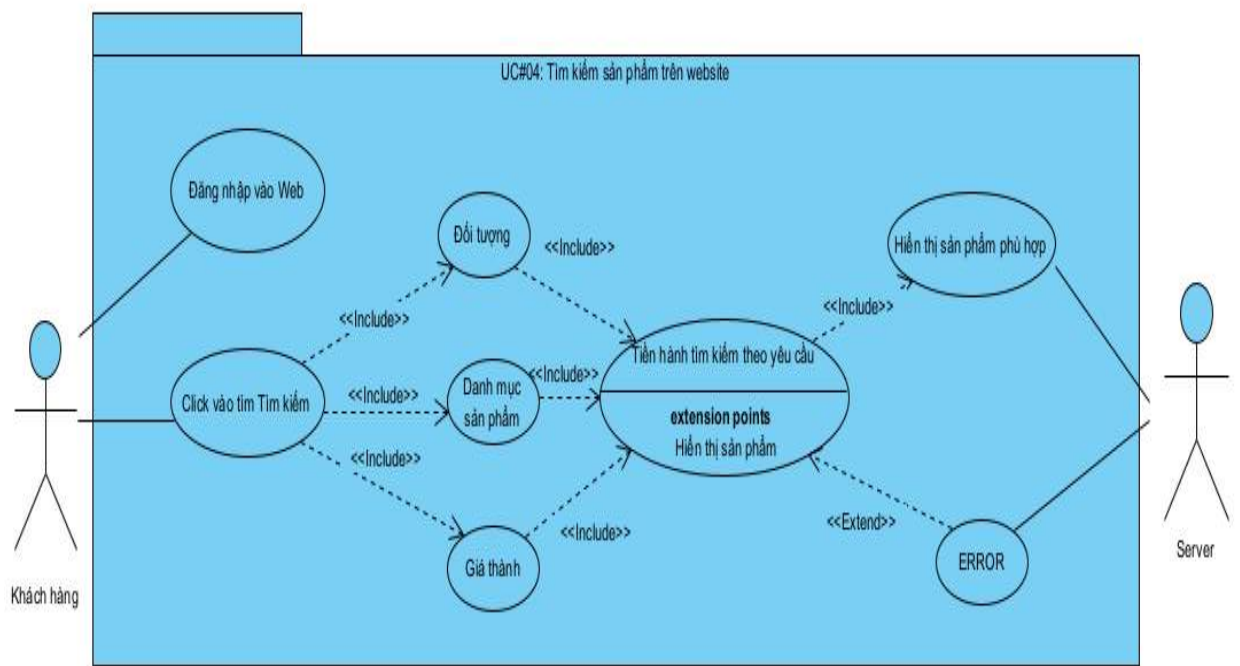 UC#04: Tìm kiếm sản phẩm trên website
Đăng nhập vào Web
Đối tượng
<<Include>>
Hiển thị sản phẩm phù hợp
<<Include>>
<<Include>>
Tiến hành tìm kiếm theo yêu cầu
Click vào tim Tìm kiếm
<<Include>>
Danh mục
sản phẩm
<<Include>>
extension points
Hiển thị sản phẩm
<<Include>>
<<Include>>
<<Extend>>
Giá thành
ERROR
Khách hàng
Server